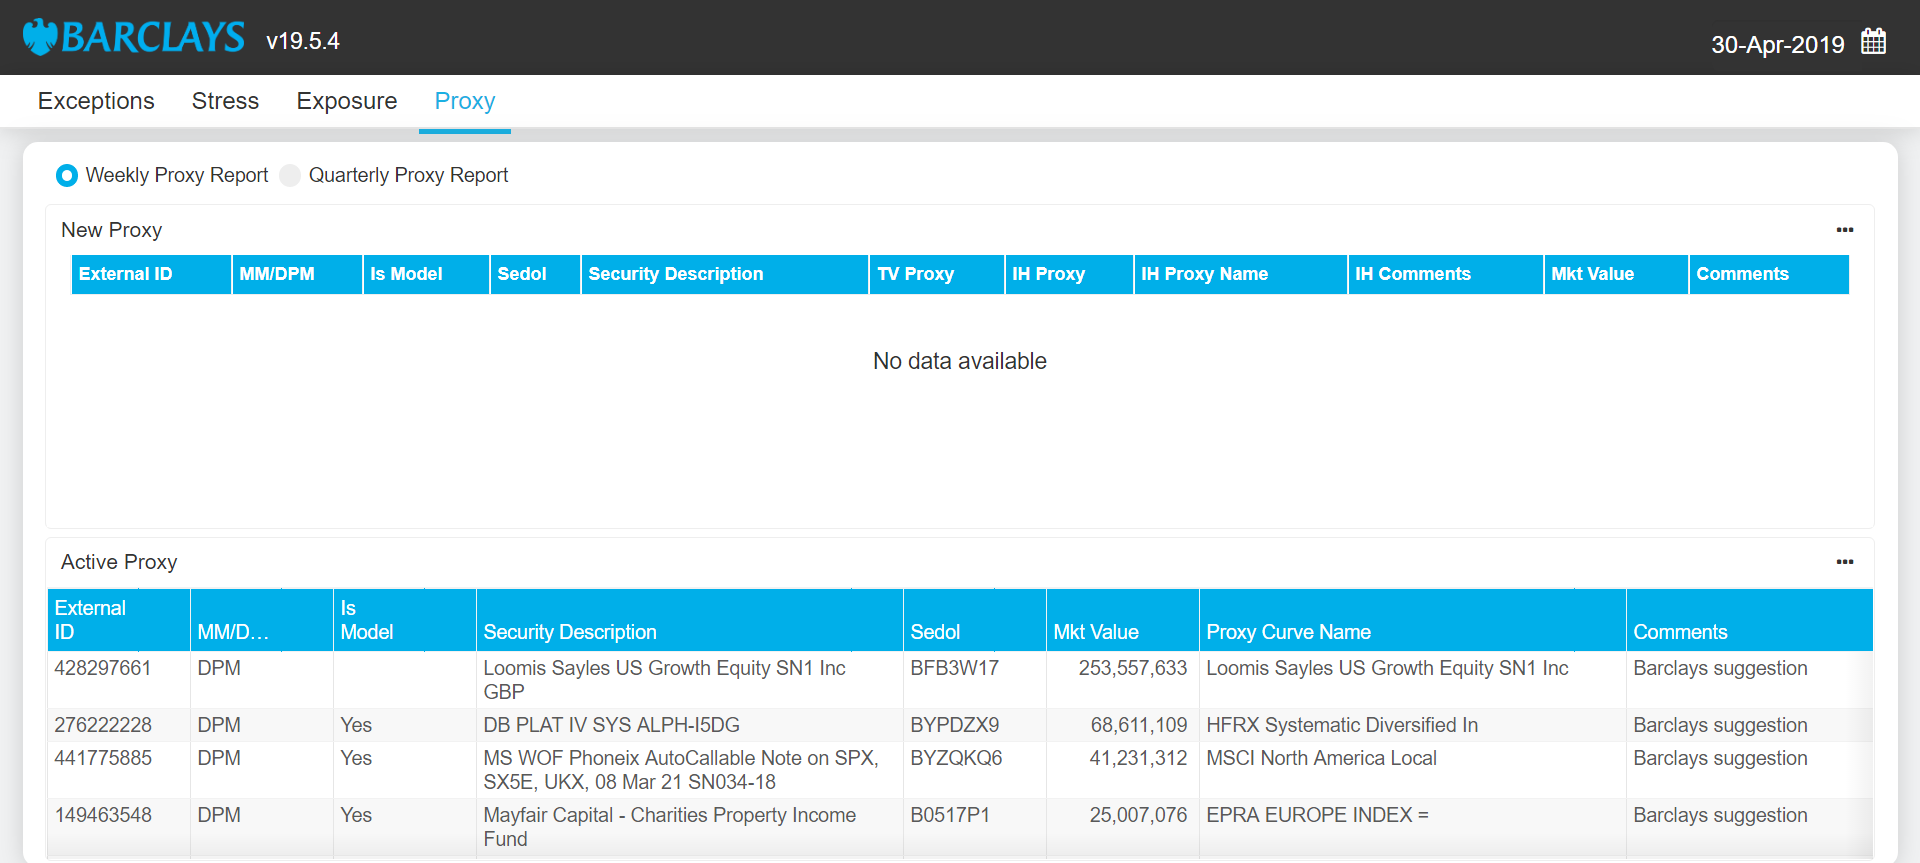 BARCLAYS v19.5.4 30-Apr-2019
Exceptions Stress Exposure Proxy
Weekly Proxy Report Quarterly Proxy Report
New Proxy
External ID MM/DPM Is Model Sedol Security Description TV Proxy IH Proxy IH Proxy Name IH Comments Mkt Value Comments
No data available
Active Proxy
External ID MM/D... Is Model Security Description Sedol Mkt Value Proxy Curve Name Comments
428297661 DPM Loomis Sayles US Growth Equity SN1 Inc GBP BFB3W17 253,557,633 Loomis Sayles US Growth Equity SN1 Inc Barclays suggestion
276222228 DPM Yes DB PLAT IV SYS ALPH-I5DG BYPDZX9 68,611,109 HFRX Systematic Diversified In Barclays suggestion
441775885 DPM Yes MS WOF Phoneix AutoCallable Note on SPX, SX5E, UKX, 08 Mar 21 SN034-18 BYZQKQ6 41,231,312 MSCI North America Local Barclays suggestion
149463548 DPM Yes Mayfair Capital - Charities Property Income Fund B0517P1 25,007,076 EPRA EUROPE INDEX = Barclays suggestion